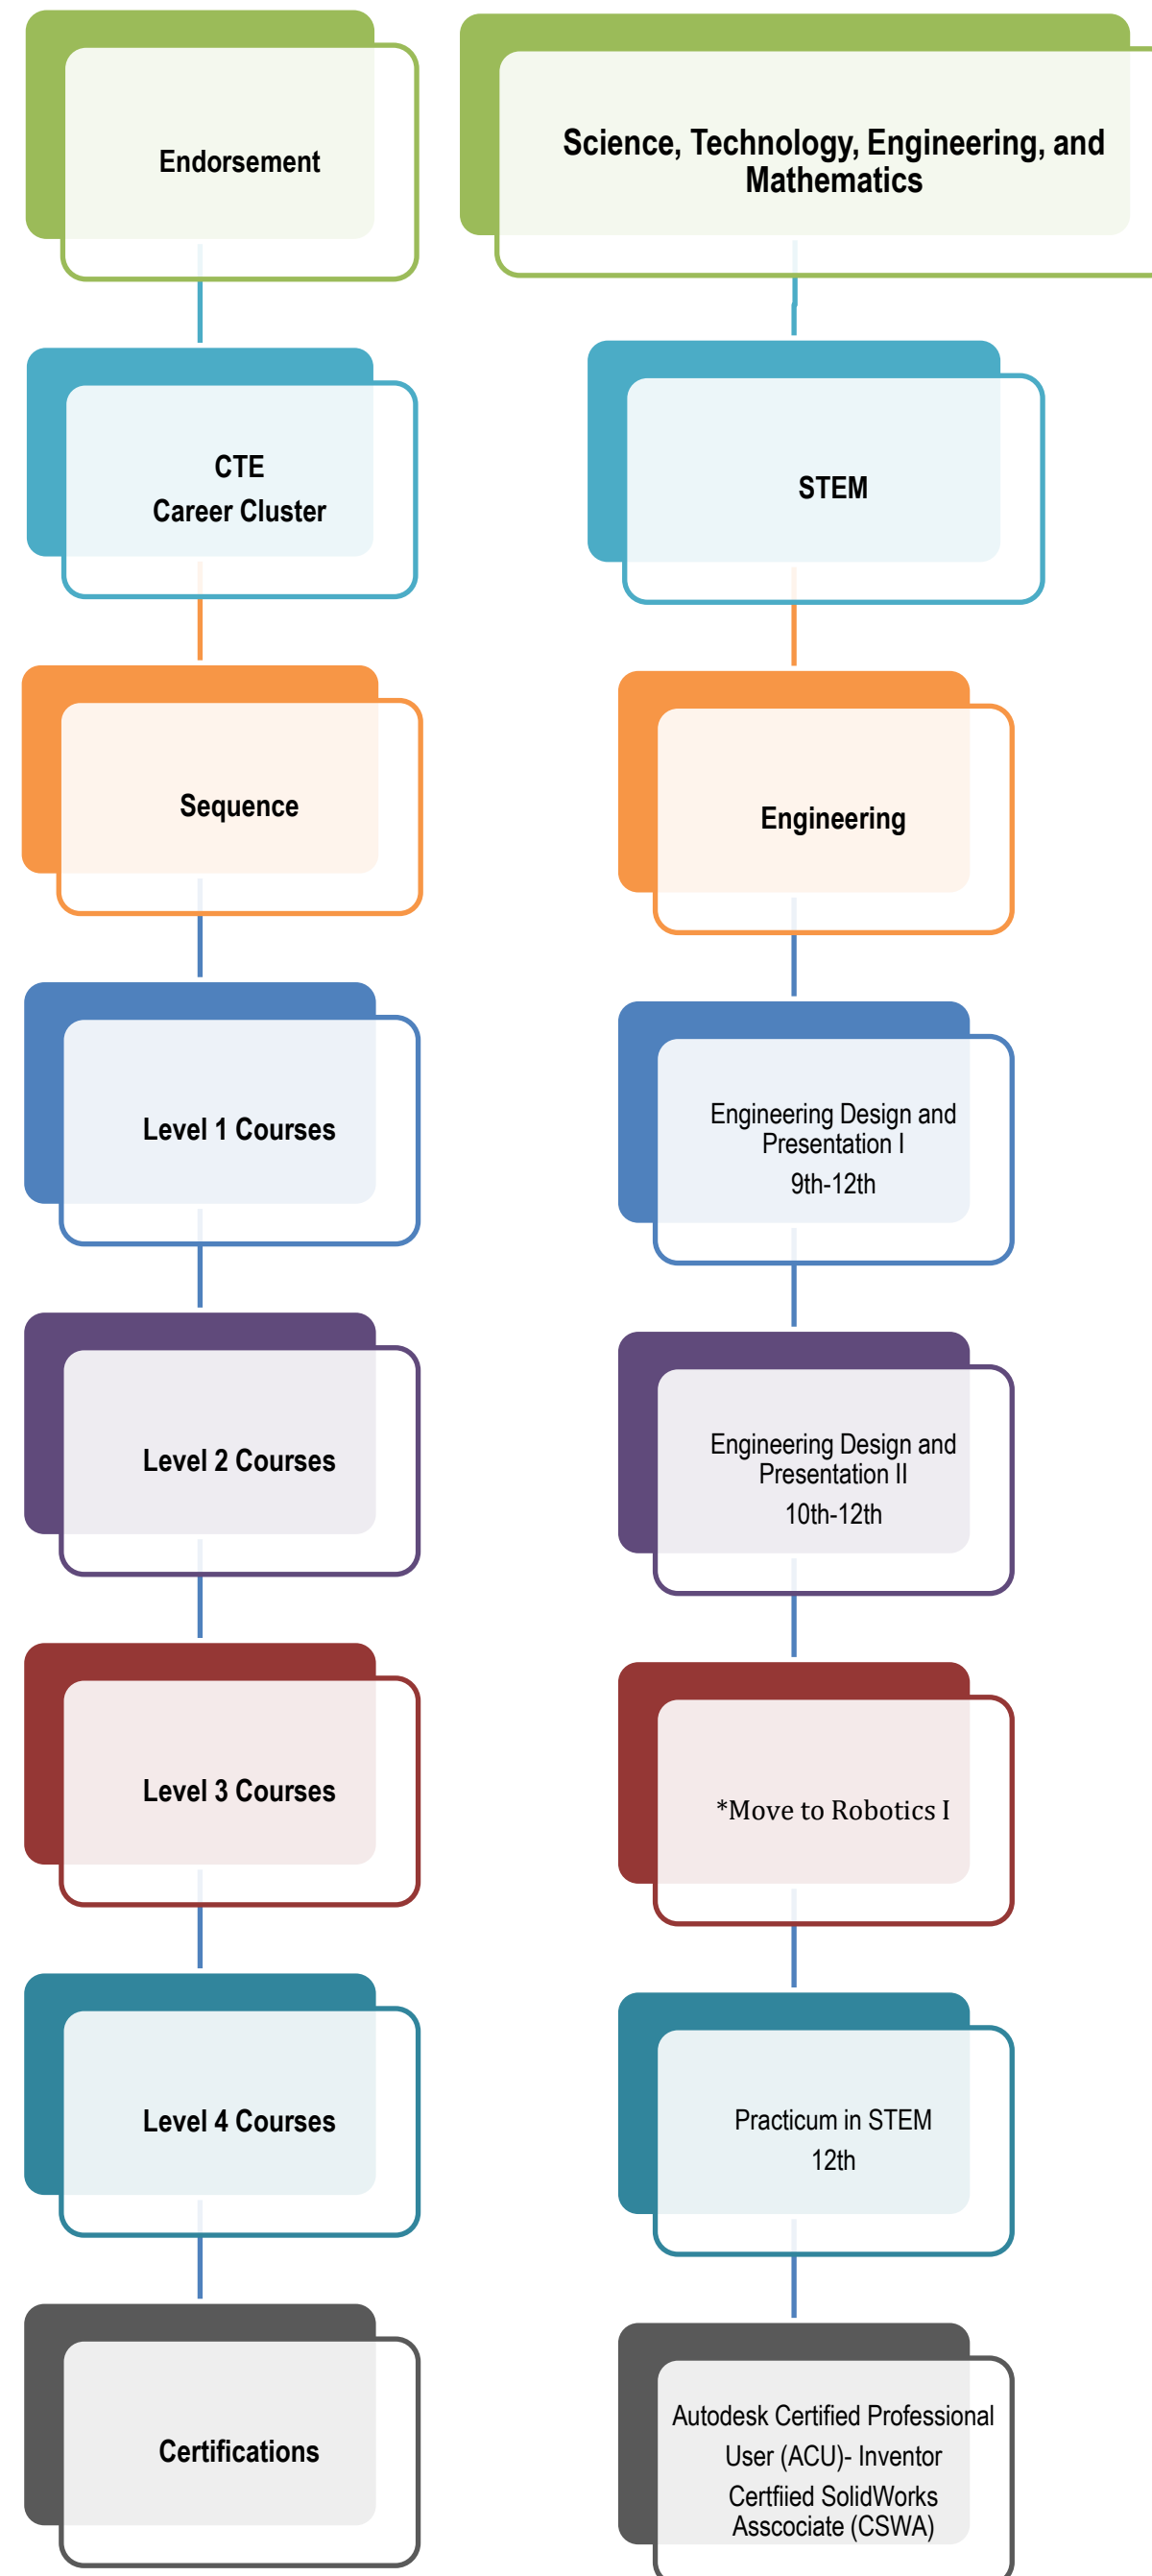 Endorsement
Science, Technology, Engineering, and
Mathematics
CTE
Career Cluster
STEM
Sequence
Engineering
Level 1 Courses
Engineering Design and
Presentation I
9th-12th
Level 2 Courses
Engineering Design and
Presentation II
10th-12th
Level 3 Courses
*Move to Robotics I
Level 4 Courses
Practicum in STEM
12th
Certifications
Autodesk Certified Professional
User (ACU)- Inventor
Certfiied SolidWorks
Asscociate (CSWA)